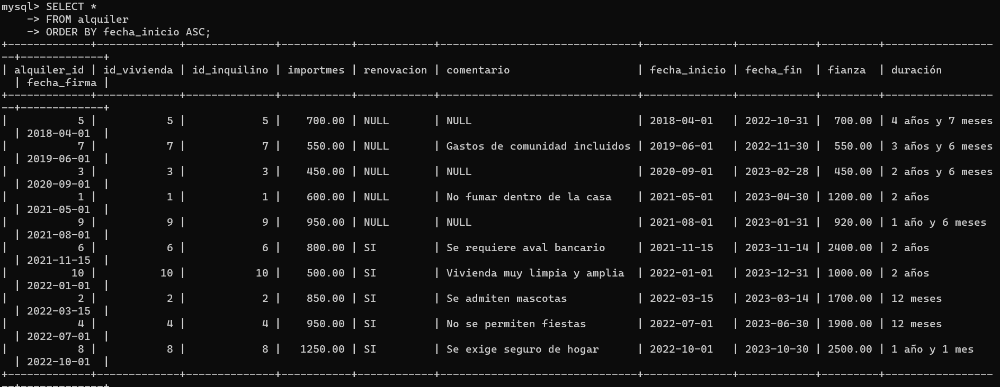 mysql> SELECT *
    -> FROM alquiler
    -> ORDER BY fecha_inicio ASC;
+-------------+-------------+--------------+-----------+------------+-------------------------------+--------------+------------+---------+-----------------
--+-------------+
| alquiler_id | id_vivienda | id_inquilino | importmes | renovacion | comentario                    | fecha_inicio | fecha_fin  | fianza  | duración
  | fecha_firma |
+-------------+-------------+--------------+-----------+------------+-------------------------------+--------------+------------+---------+-----------------
--+-------------+
|           5 |           5 |            5 |    700.00 | NULL       | NULL                          | 2018-04-01   | 2022-10-31 |  700.00 | 4 años y 7 meses
  | 2018-04-01  |
|           7 |           7 |            7 |    550.00 | NULL       | Gastos de comunidad incluidos | 2019-06-01   | 2022-11-30 |  550.00 | 3 años y 6 meses
  | 2019-06-01  |
|           3 |           3 |            3 |    450.00 | NULL       | NULL                          | 2020-09-01   | 2023-02-28 |  450.00 | 2 años y 6 meses
  | 2020-09-01  |
|           1 |           1 |            1 |    600.00 | NULL       | No fumar dentro de la casa    | 2021-05-01   | 2023-04-30 | 1200.00 | 2 años
  | 2021-05-01  |
|           9 |           9 |            9 |    950.00 | NULL       | NULL                          | 2021-08-01   | 2023-01-31 |  920.00 | 1 año y 6 meses
  | 2021-08-01  |
|           6 |           6 |            6 |    800.00 | SI         | Se requiere aval bancario     | 2021-11-15   | 2023-11-14 | 2400.00 | 2 años
  | 2021-11-15  |
|          10 |          10 |           10 |    500.00 | SI         | Vivienda muy limpia y amplia  | 2022-01-01   | 2023-12-31 | 1000.00 | 2 años
  | 2022-01-01  |
|           2 |           2 |            2 |    850.00 | SI         | Se admiten mascotas           | 2022-03-15   | 2023-03-14 | 1700.00 | 12 meses
  | 2022-03-15  |
|           4 |           4 |            4 |    950.00 | SI         | No se permiten fiestas        | 2022-07-01   | 2023-06-30 | 1900.00 | 12 meses
  | 2022-07-01  |
|           8 |           8 |            8 |   1250.00 | SI         | Se exige seguro de hogar      | 2022-10-01   | 2023-10-30 | 2500.00 | 1 año y 1 mes
  | 2022-10-01  |
+-------------+-------------+--------------+-----------+------------+-------------------------------+--------------+------------+---------+-----------------
--+-------------+